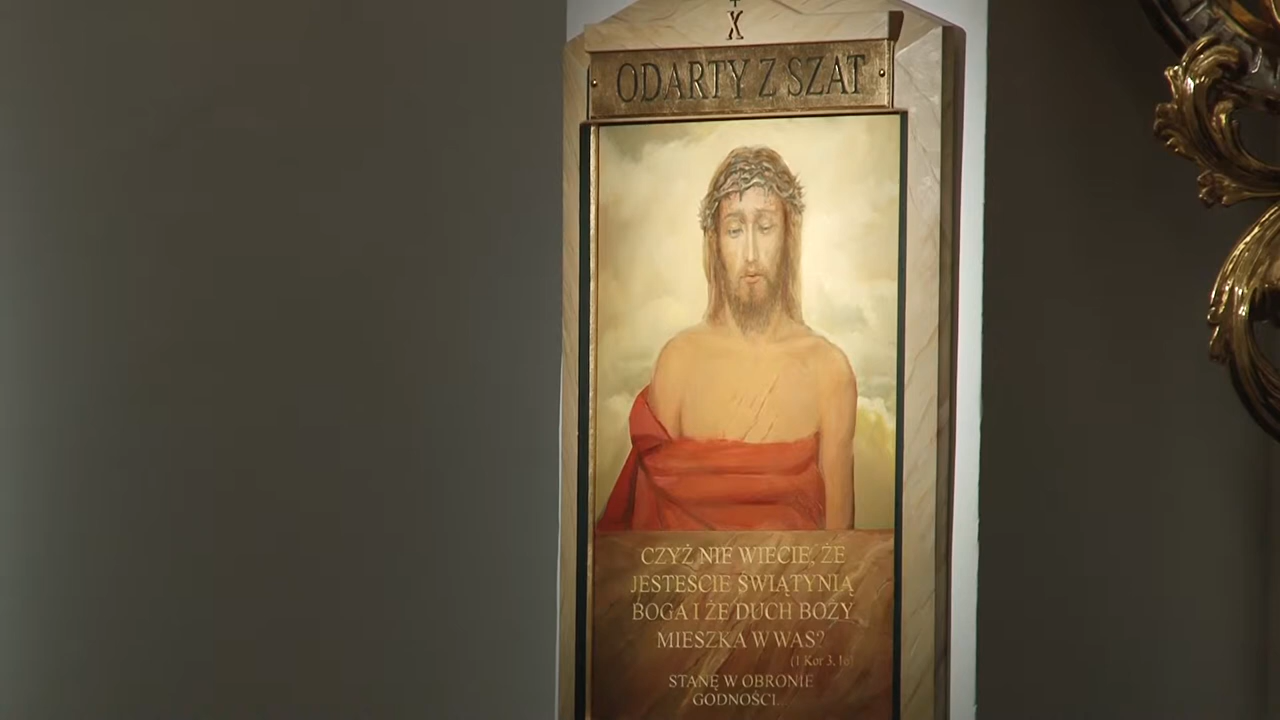 X
ODARTY Z SZAT
CZYŻ NIE WIECIE, ŻE
JESTEŚCIE ŚWIĄTYNIĄ
BOGA I ŻE DUCH BOŻY
MIESZKA W WAS?
(1 Kor 3, 16)
STANĘ W OBRONIE
GODNOŚCI...